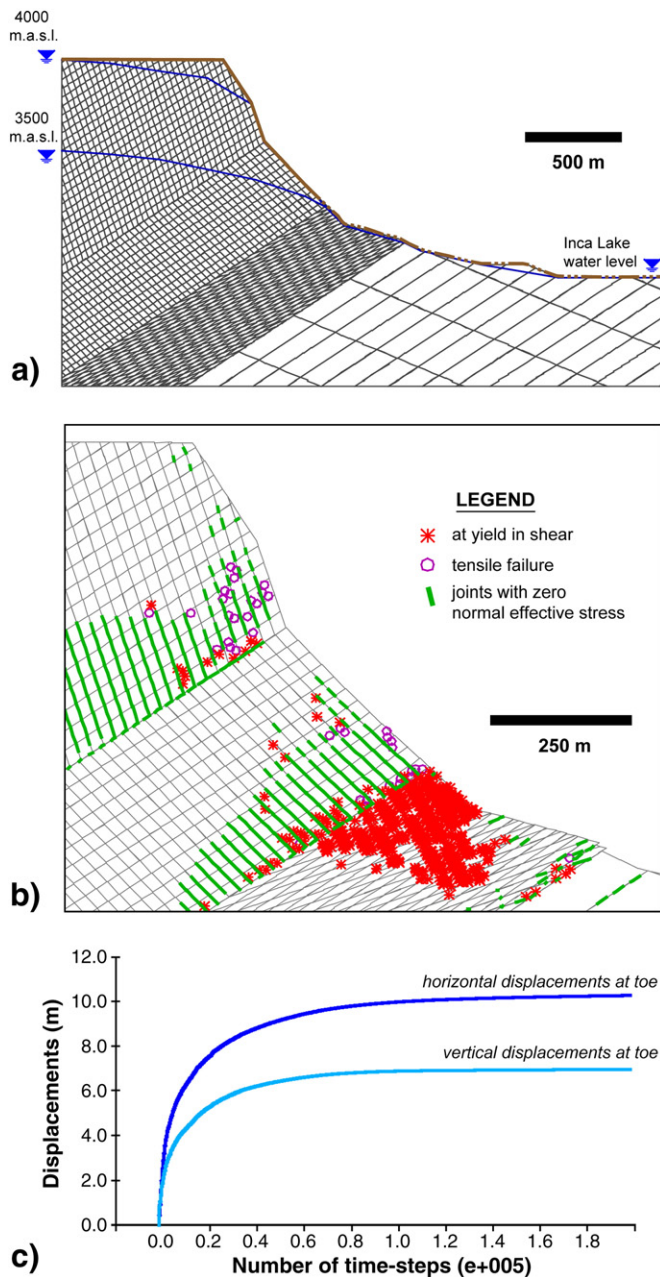 4000
m.a.s.l.
3500
m.a.s.l.
500 m
Inca Lake
water level
a)
LEGEND
at yield in shear
tensile failure
joints with zero
normal effective stress
250 m
b)
12.0
10.0
8.0
6.0
4.0
2.0
0.0
Displacements (m)
horizontal displacements at toe
vertical displacements at toe
0.0 0.2 0.4 0.6 0.8 1.0 1.2 1.4 1.6 1.8
Number of time-steps (e+005)
c)